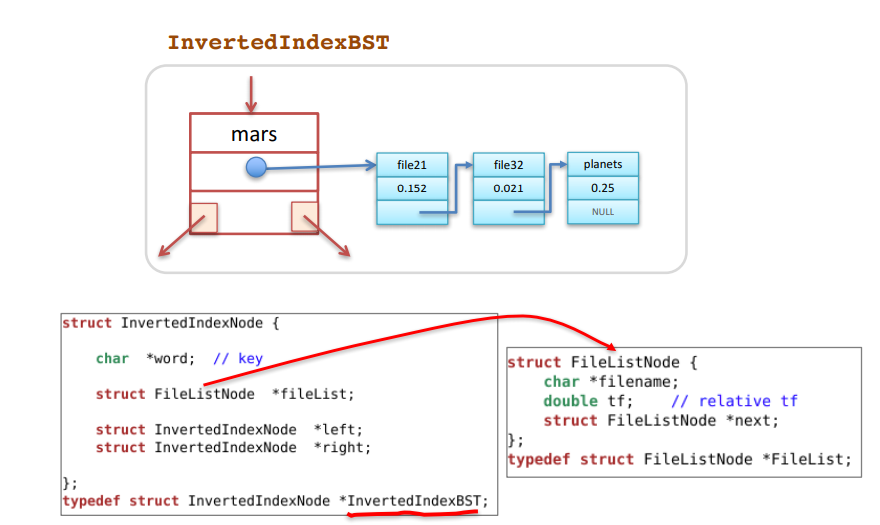 InvertedIndexBST
mars
file21
0.152
file32
0.021
planets
0.25
NULL
struct InvertedIndexNode {
char *word; // key
struct FileListNode *fileList;
struct InvertedIndexNode *left;
struct InvertedIndexNode *right;
};
typedef struct InvertedIndexNode *InvertedIndexBST;
struct FileListNode {
char *filename;
double tf; // relative tf
struct FileListNode *next;
};
typedef struct FileListNode *FileList;